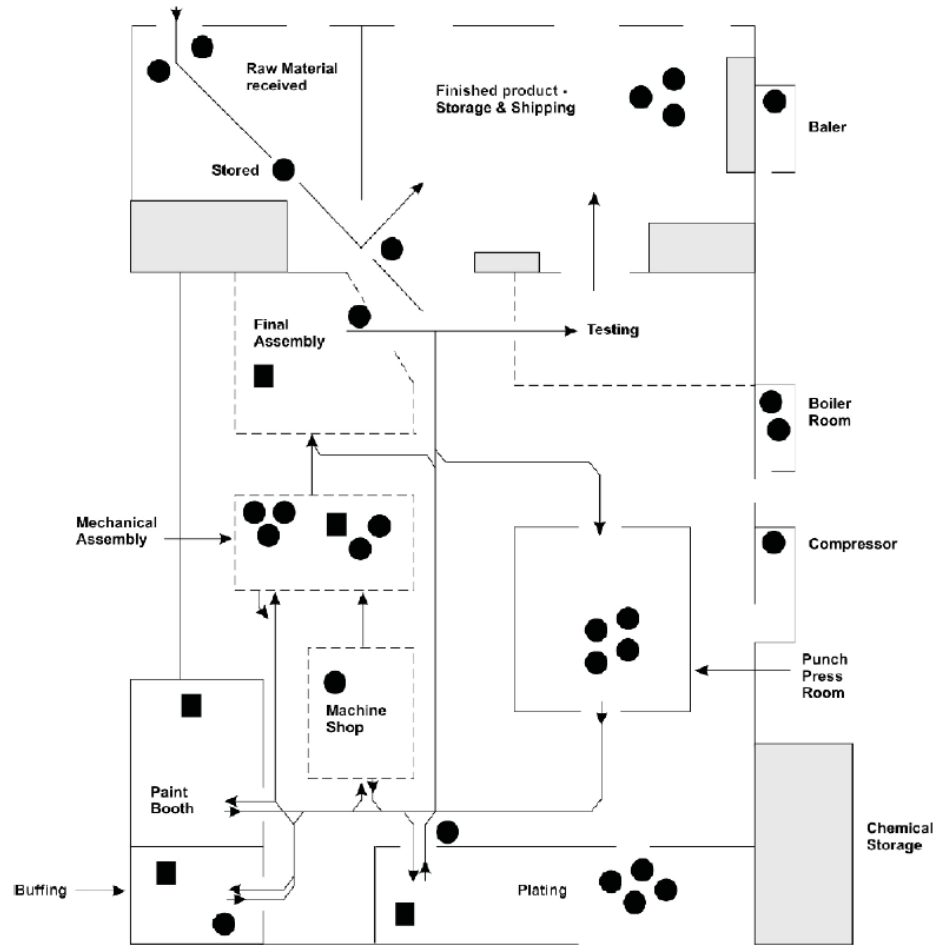 Raw Material
received
Finished product -
Storage & Shipping
Baler
Stored
Final
Assembly
Testing
Boiler
Room
Mechanical
Assembly
Compressor
Punch
Press
Room
Machine
Shop
Paint
Booth
Chemical
Storage
Buffing
Plating